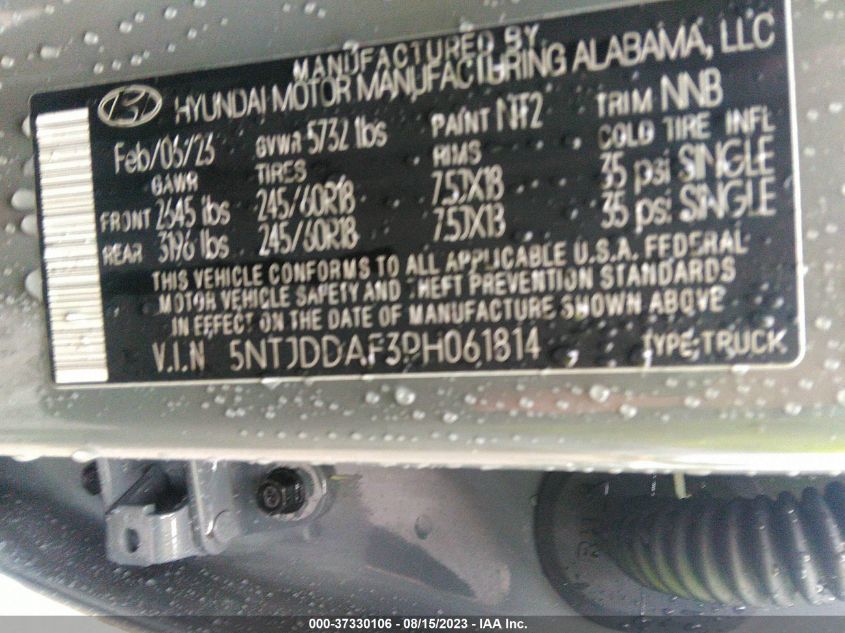 MANUFACTURED BY
HYUNDAI MOTOR MANUFACTURING ALABAMA, LLC
Feb/06/23 GVWR 5732 lbs PAINT NT2 TRIM NNB
GAWR TIRES RIMS COLD TIRE INFL
FRONT 2645 lbs 245/60R18 7.5JX18 35 psi SINGLE
REAR 3196 lbs 245/60R18 7.5JX18 35 psi SINGLE
THIS VEHICLE CONFORMS TO ALL APPLICABLE U.S.A. FEDERAL
MOTOR VEHICLE SAFETY AND THEFT PREVENTION STANDARDS
IN EFFECT ON THE DATE OF MANUFACTURE SHOWN ABOVE
V.I.N 5NTJDDAF3PH061814 TYPE:TRUCK
000-37330106 - 08/15/2023 - IAA Inc.